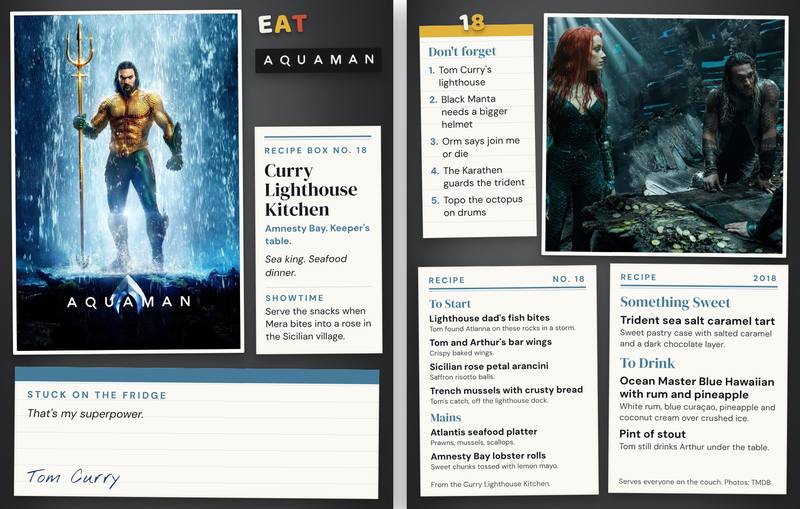 EAT
AQUAMAN
AQUAMAN
RECIPE BOX NO. 18
Curry
Lighthouse
Kitchen
Amnesty Bay. Keeper's
table.
Sea king. Seafood
dinner.
SHOWTIME
Serve the snacks when
Mera bites into a rose in
the Sicilian village.
STUCK ON THE FRIDGE
That's my superpower.
Tom Curry
18
Don't forget
1. Tom Curry's
lighthouse
2. Black Manta
needs a bigger
helmet
3. Orm says join me
or die
4. The Karathen
guards the trident
5. Topo the octopus
on drums
RECIPE NO. 18
To Start
Lighthouse dad's fish bites
Tom found Atlanna on these rocks in a storm.
Tom and Arthur's bar wings
Crispy baked wings.
Sicilian rose petal arancini
Saffron risotto balls.
Trench mussels with crusty bread
Tom's catch, off the lighthouse dock.
Mains
Atlantis seafood platter
Prawns, mussels, scallops.
Amnesty Bay lobster rolls
Sweet chunks tossed with lemon mayo.
From the Curry Lighthouse Kitchen.
RECIPE 2018
Something Sweet
Trident sea salt caramel tart
Sweet pastry case with salted caramel
and a dark chocolate layer.
To Drink
Ocean Master Blue Hawaiian
with rum and pineapple
White rum, blue curaçao, pineapple and
coconut cream over crushed ice.
Pint of stout
Tom still drinks Arthur under the table.
Serves everyone on the couch. Photos: TMDB.